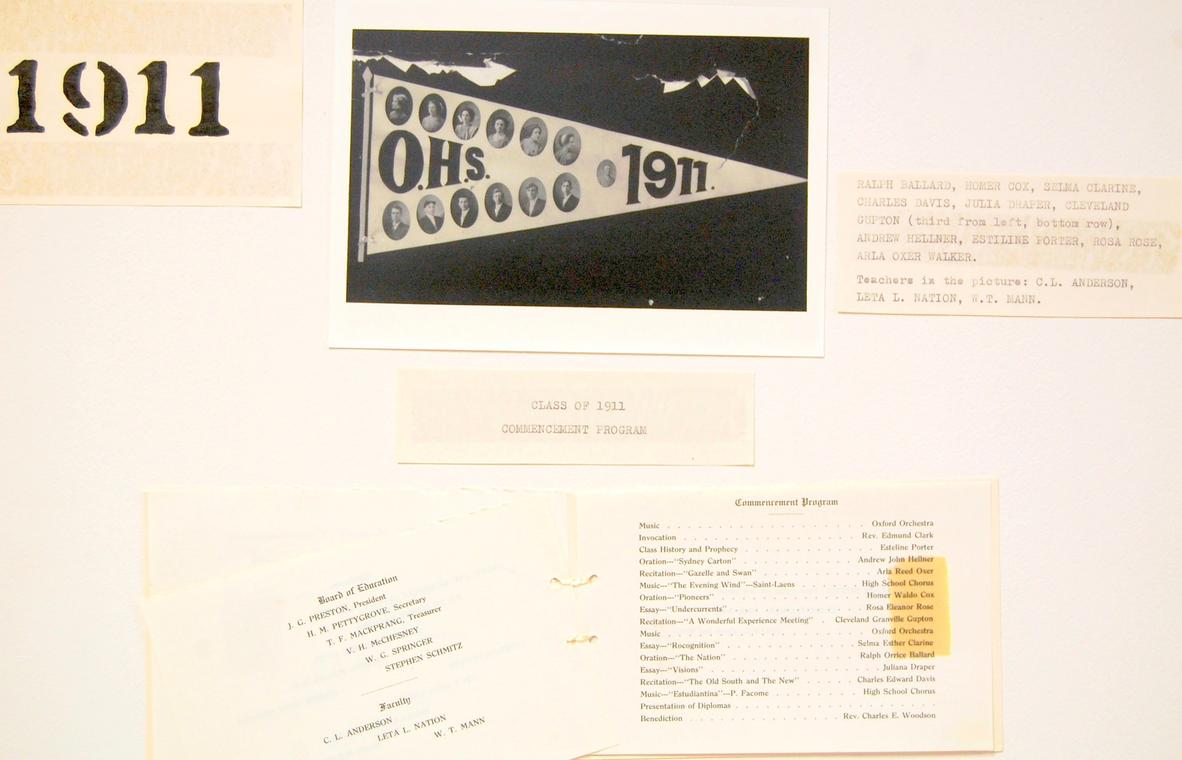 1911
O.H.S. 1911.
RALPH BALLARD, HOMER COX, SELMA CLARINE,
CHARLES DAVIS, JULIA DRAPER, CLEVELAND
GUPTON (third from left, bottom row),
ANDREW HELLNER, ESTILINE PORTER, ROSA ROSE,
ARLA OXER WALKER.
Teachers in the picture: C.L. ANDERSON,
LETA L. NATION, W.T. MANN.
CLASS OF 1911
COMMENCEMENT PROGRAM
Board of Education
J. G. PRESTON, President
H. M. PETTYGROVE, Secretary
T. F. MACKPRANG, Treasurer
V. H. McCHESNEY
W. G. SPRINGER
STEPHEN SCHMITZ
Faculty
C. L. ANDERSON
LETA L. NATION
W. T. MANN
Commencement Program
Music . . . . . . . . . . . . . . . . . . Oxford Orchestra
Invocation . . . . . . . . . . . . . . . . . Rev. Edmund Clark
Class History and Prophecy . . . . . . . . . . . . Esteline Porter
Oration—"Sydney Carton" . . . . . . . . . . . Andrew John Hellner
Recitation—"Gazelle and Swan" . . . . . . . . . . Arla Reed Oxer
Music—"The Evening Wind"—Saint-Laens . . . . . . High School Chorus
Oration—"Pioneers" . . . . . . . . . . . . . . Homer Waldo Cox
Essay—"Undercurrents" . . . . . . . . . . . . Rosa Eleanor Rose
Recitation—"A Wonderful Experience Meeting" . Cleveland Granville Gupton
Music . . . . . . . . . . . . . . . . . . Oxford Orchestra
Essay—"Rocognition" . . . . . . . . . . . . Selma Esther Clarine
Oration—"The Nation" . . . . . . . . . . . . Ralph Orrice Ballard
Essay—"Visions" . . . . . . . . . . . . . . . Juliana Draper
Recitation—"The Old South and The New" . . . . . Charles Edward Davis
Music—"Estudiantina"—P. Facome . . . . . . . . High School Chorus
Presentation of Diplomas . . . . . . . . . . . . . . .
Benediction . . . . . . . . . . . . . . Rev. Charles E. Woodson